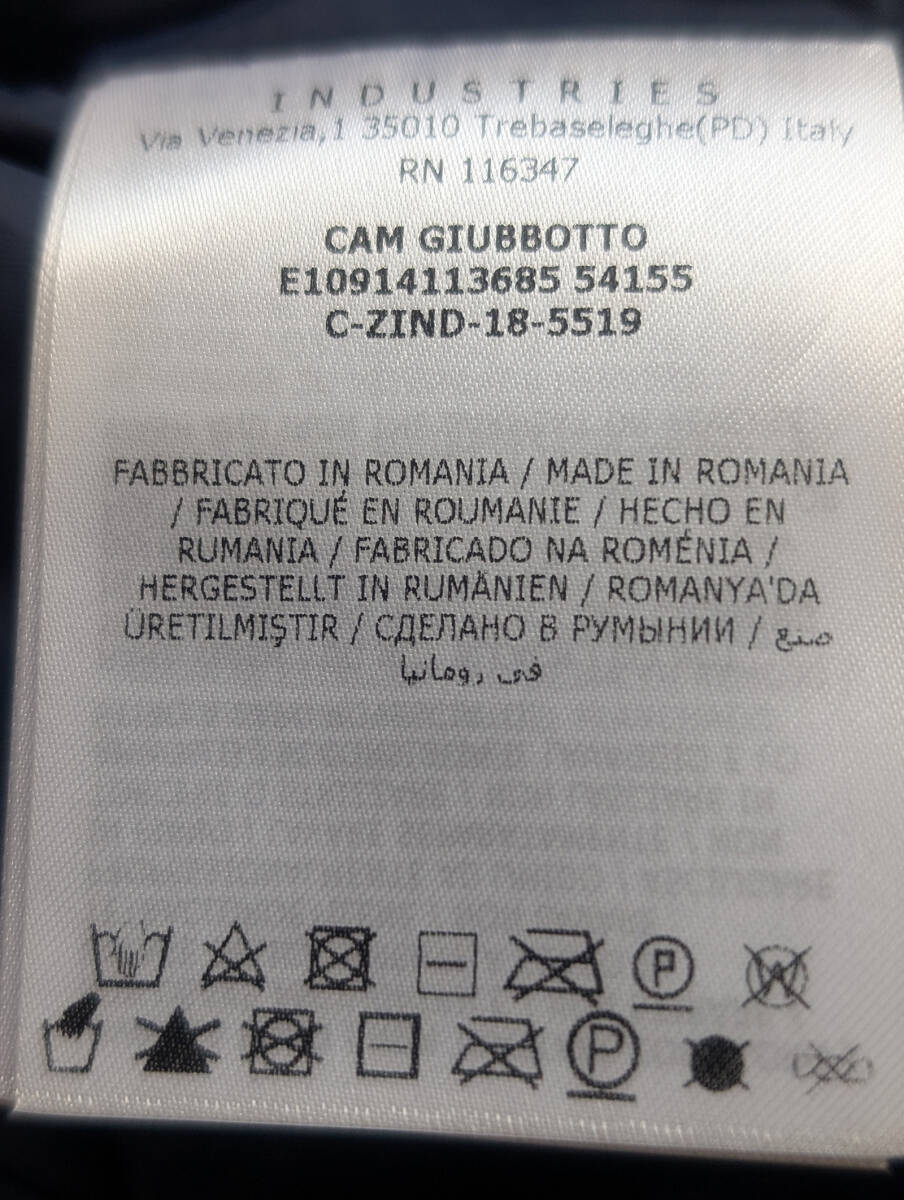 INDUSTRIES
Via Venezia,1 35010 Trebaseleghe(PD) Italy
RN 116347
CAM GIUBBOTTO
E10914113685 54155
C-ZIND-18-5519
FABBRICATO IN ROMANIA / MADE IN ROMANIA
/ FABRIQUÉ EN ROUMANIE / HECHO EN
RUMANIA / FABRICADO NA ROMÉNIA /
HERGESTELLT IN RUMÄNIEN / ROMANYA'DA
ÜRETILMIŞTIR / СДЕЛАНО В РУМЫНИИ / صنع
في رومانيا
P W
P